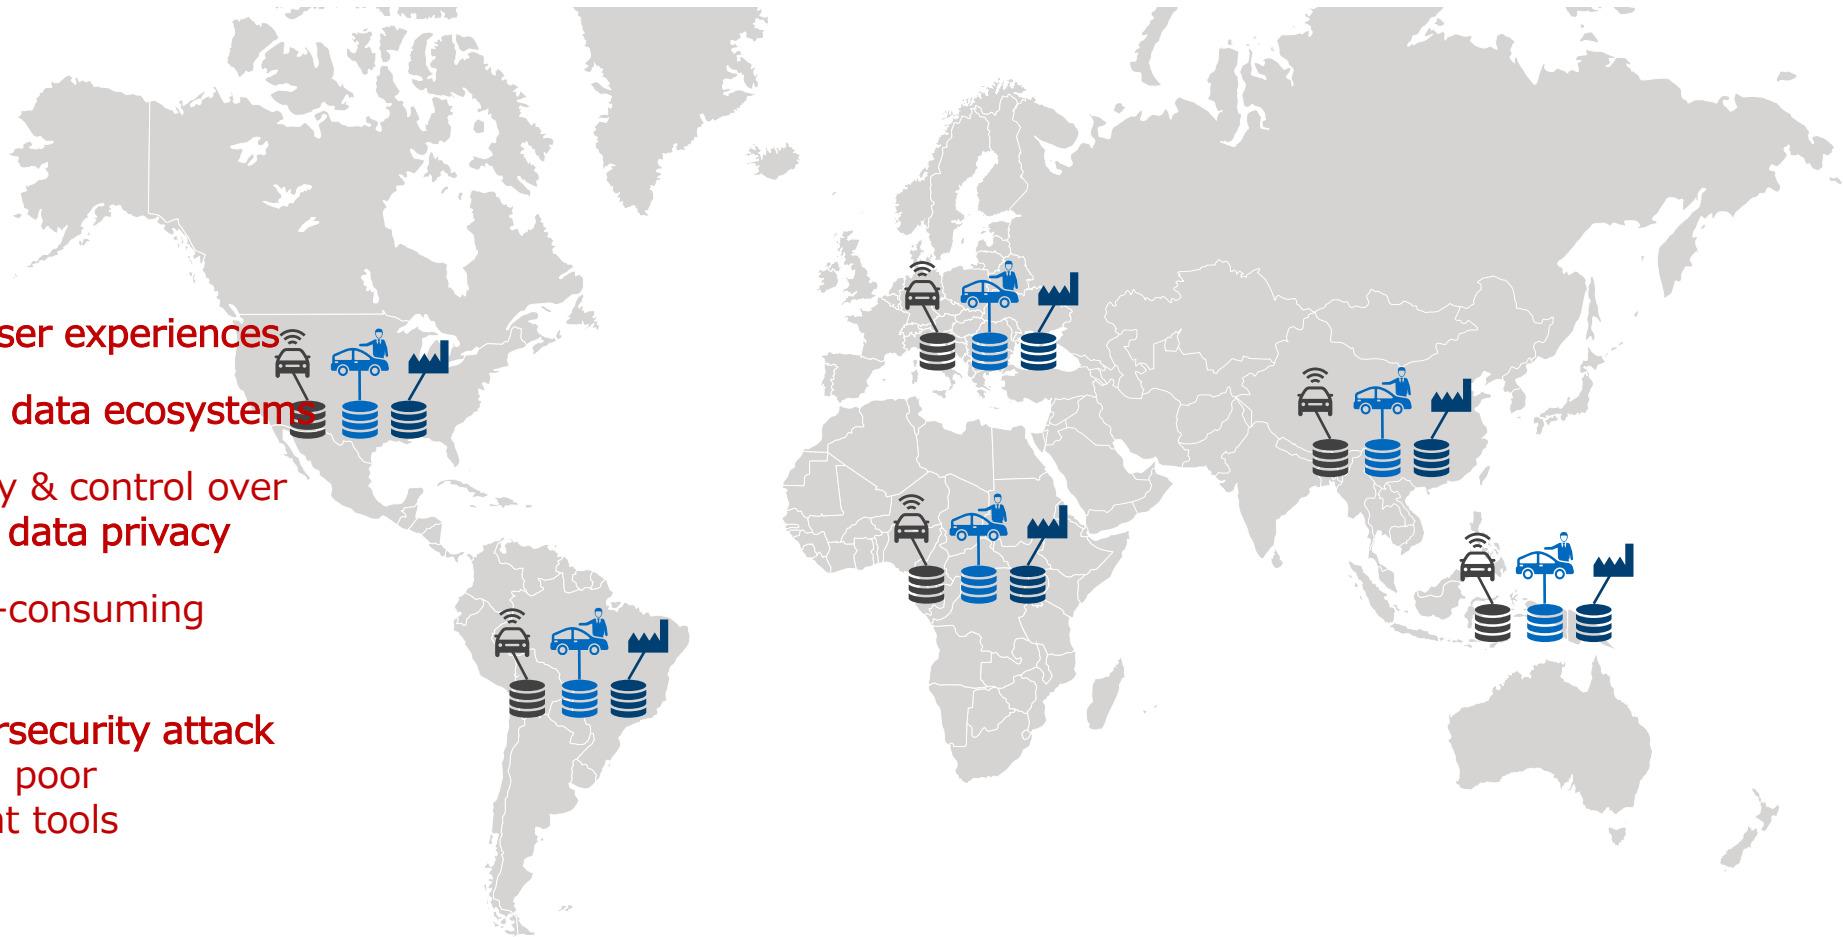 ser experiences
data ecosystems
y & control over
data privacy
-consuming
rsecurity attack
poor
t tools